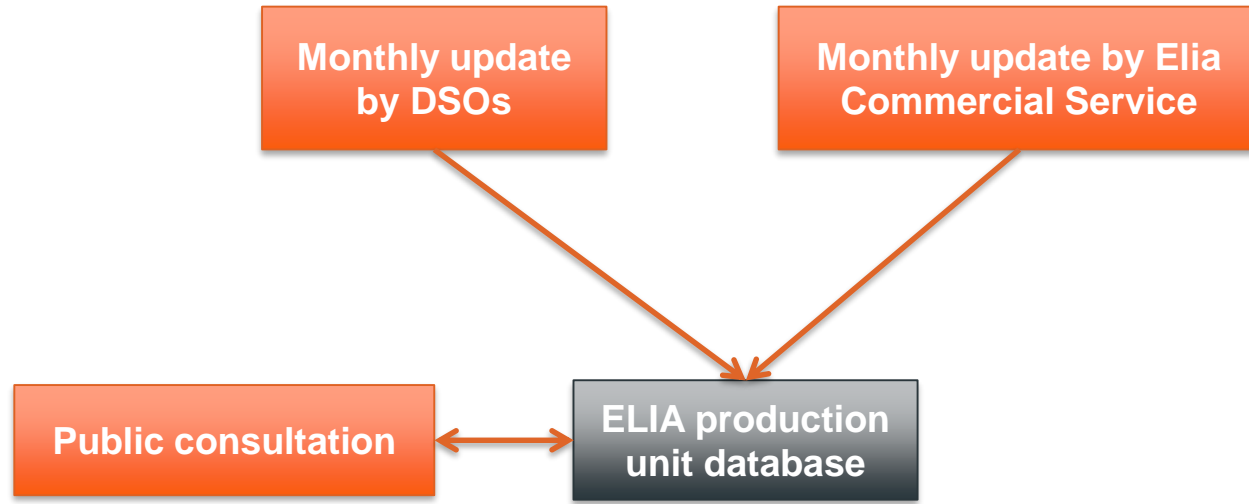 Monthly update
by DSOs
Monthly update by Elia
Commercial Service
Public consultation
ELIA production
unit database